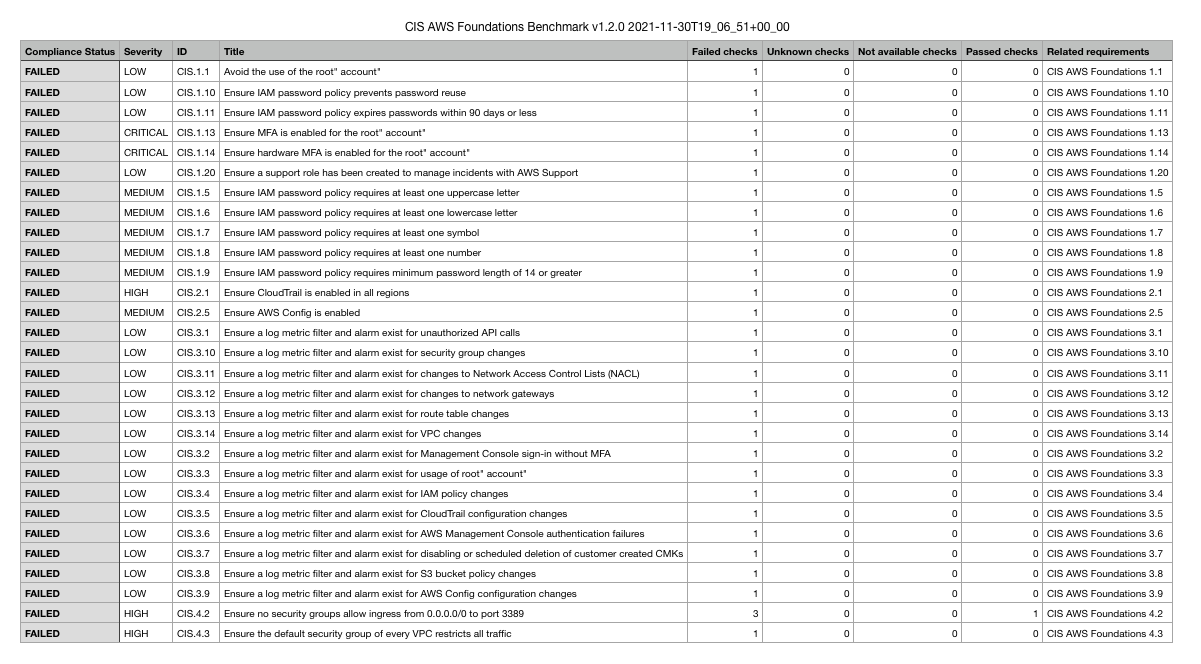 CIS AWS Foundations Benchmark v1.2.0 2021-11-30T19_06_51+00_00
Compliance Status Severity ID Title Failed checks Unknown checks Not available checks Passed checks Related requirements
FAILED LOW CIS.1.1 Avoid the use of the root" account" 1 0 0 0 CIS AWS Foundations 1.1
FAILED LOW CIS.1.10 Ensure IAM password policy prevents password reuse 1 0 0 0 CIS AWS Foundations 1.10
FAILED LOW CIS.1.11 Ensure IAM password policy expires passwords within 90 days or less 1 0 0 0 CIS AWS Foundations 1.11
FAILED CRITICAL CIS.1.13 Ensure MFA is enabled for the root" account" 1 0 0 0 CIS AWS Foundations 1.13
FAILED CRITICAL CIS.1.14 Ensure hardware MFA is enabled for the root" account" 1 0 0 0 CIS AWS Foundations 1.14
FAILED LOW CIS.1.20 Ensure a support role has been created to manage incidents with AWS Support 1 0 0 0 CIS AWS Foundations 1.20
FAILED MEDIUM CIS.1.5 Ensure IAM password policy requires at least one uppercase letter 1 0 0 0 CIS AWS Foundations 1.5
FAILED MEDIUM CIS.1.6 Ensure IAM password policy requires at least one lowercase letter 1 0 0 0 CIS AWS Foundations 1.6
FAILED MEDIUM CIS.1.7 Ensure IAM password policy requires at least one symbol 1 0 0 0 CIS AWS Foundations 1.7
FAILED MEDIUM CIS.1.8 Ensure IAM password policy requires at least one number 1 0 0 0 CIS AWS Foundations 1.8
FAILED MEDIUM CIS.1.9 Ensure IAM password policy requires minimum password length of 14 or greater 1 0 0 0 CIS AWS Foundations 1.9
FAILED HIGH CIS.2.1 Ensure CloudTrail is enabled in all regions 1 0 0 0 CIS AWS Foundations 2.1
FAILED MEDIUM CIS.2.5 Ensure AWS Config is enabled 1 0 0 0 CIS AWS Foundations 2.5
FAILED LOW CIS.3.1 Ensure a log metric filter and alarm exist for unauthorized API calls 1 0 0 0 CIS AWS Foundations 3.1
FAILED LOW CIS.3.10 Ensure a log metric filter and alarm exist for security group changes 1 0 0 0 CIS AWS Foundations 3.10
FAILED LOW CIS.3.11 Ensure a log metric filter and alarm exist for changes to Network Access Control Lists (NACL) 1 0 0 0 CIS AWS Foundations 3.11
FAILED LOW CIS.3.12 Ensure a log metric filter and alarm exist for changes to network gateways 1 0 0 0 CIS AWS Foundations 3.12
FAILED LOW CIS.3.13 Ensure a log metric filter and alarm exist for route table changes 1 0 0 0 CIS AWS Foundations 3.13
FAILED LOW CIS.3.14 Ensure a log metric filter and alarm exist for VPC changes 1 0 0 0 CIS AWS Foundations 3.14
FAILED LOW CIS.3.2 Ensure a log metric filter and alarm exist for Management Console sign-in without MFA 1 0 0 0 CIS AWS Foundations 3.2
FAILED LOW CIS.3.3 Ensure a log metric filter and alarm exist for usage of root" account" 1 0 0 0 CIS AWS Foundations 3.3
FAILED LOW CIS.3.4 Ensure a log metric filter and alarm exist for IAM policy changes 1 0 0 0 CIS AWS Foundations 3.4
FAILED LOW CIS.3.5 Ensure a log metric filter and alarm exist for CloudTrail configuration changes 1 0 0 0 CIS AWS Foundations 3.5
FAILED LOW CIS.3.6 Ensure a log metric filter and alarm exist for AWS Management Console authentication failures 1 0 0 0 CIS AWS Foundations 3.6
FAILED LOW CIS.3.7 Ensure a log metric filter and alarm exist for disabling or scheduled deletion of customer created CMKs 1 0 0 0 CIS AWS Foundations 3.7
FAILED LOW CIS.3.8 Ensure a log metric filter and alarm exist for S3 bucket policy changes 1 0 0 0 CIS AWS Foundations 3.8
FAILED LOW CIS.3.9 Ensure a log metric filter and alarm exist for AWS Config configuration changes 1 0 0 0 CIS AWS Foundations 3.9
FAILED HIGH CIS.4.2 Ensure no security groups allow ingress from 0.0.0.0/0 to port 3389 3 0 0 1 CIS AWS Foundations 4.2
FAILED HIGH CIS.4.3 Ensure the default security group of every VPC restricts all traffic 1 0 0 0 CIS AWS Foundations 4.3